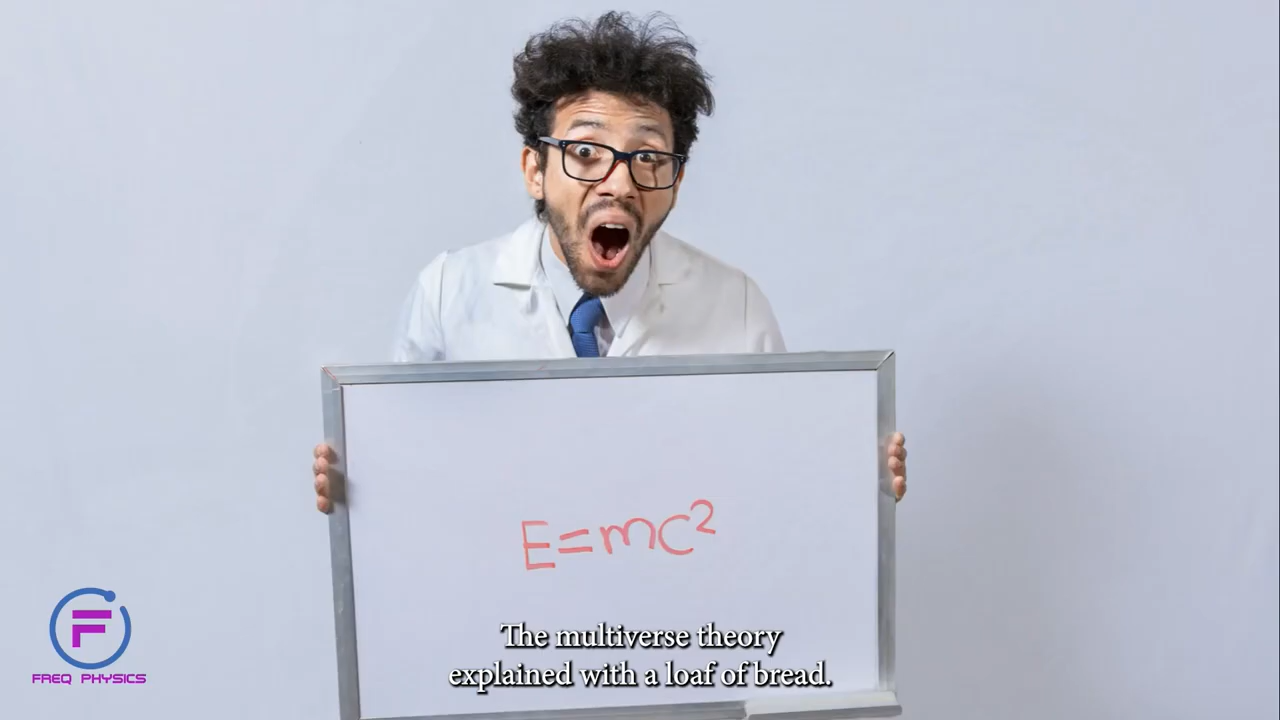 E=mc²
FREQ PHYSICS
The multiverse theory
explained with a loaf of bread.